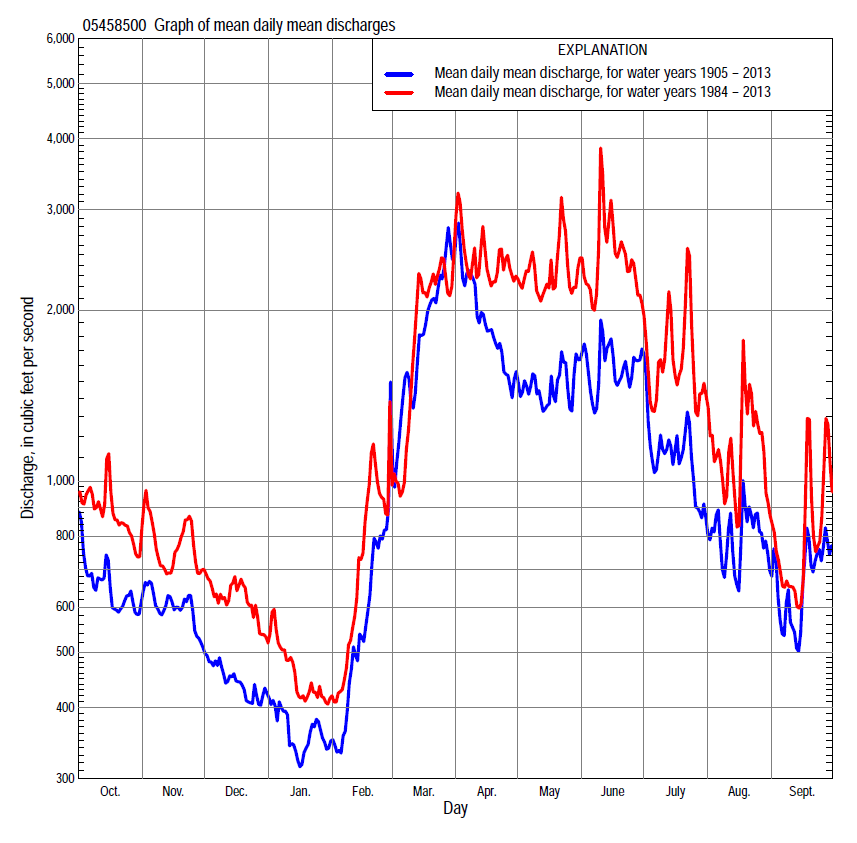 05458500 Graph of mean daily mean discharges
EXPLANATION
Mean daily mean discharge, for water years 1905 – 2013
Mean daily mean discharge, for water years 1984 – 2013
Discharge, in cubic feet per second
6,000
5,000
4,000
3,000
2,000
1,000
800
600
500
400
300
Oct. Nov. Dec. Jan. Feb. Mar. Apr. May June July Aug. Sept.
Day